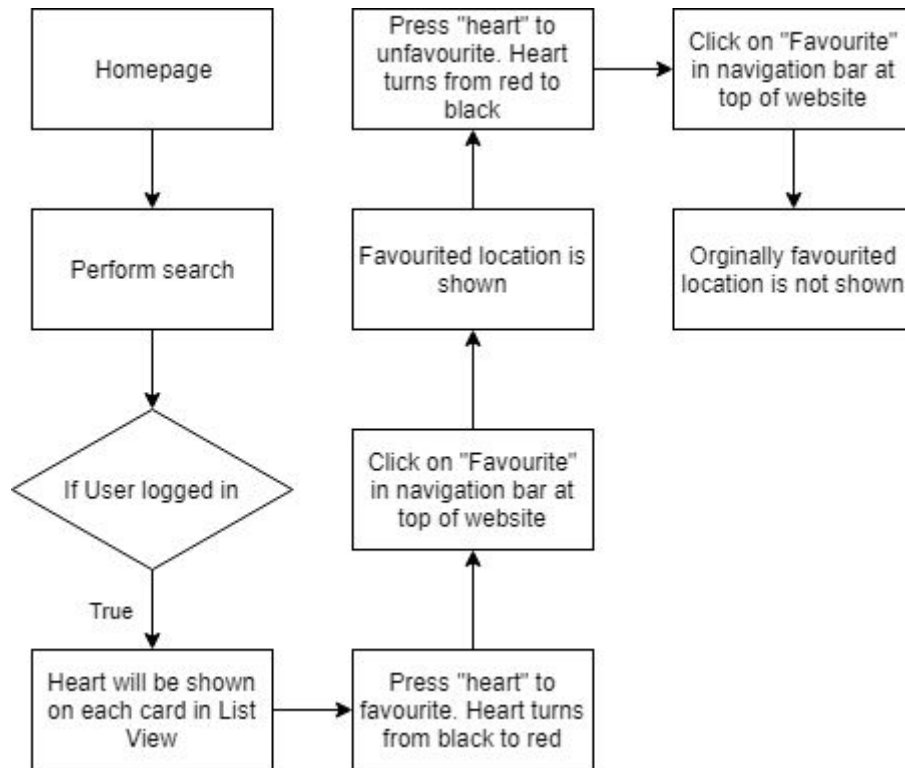 Homepage
Perform search
If User logged in
True
Heart will be shown
on each card in List
View
Press "heart" to
favourite. Heart turns
from black to red
Click on "Favourite"
in navigation bar at
top of website
Favourited location is
shown
Press "heart" to
unfavourite. Heart
turns from red to
black
Click on "Favourite"
in navigation bar at
top of website
Orginally favourited
location is not shown